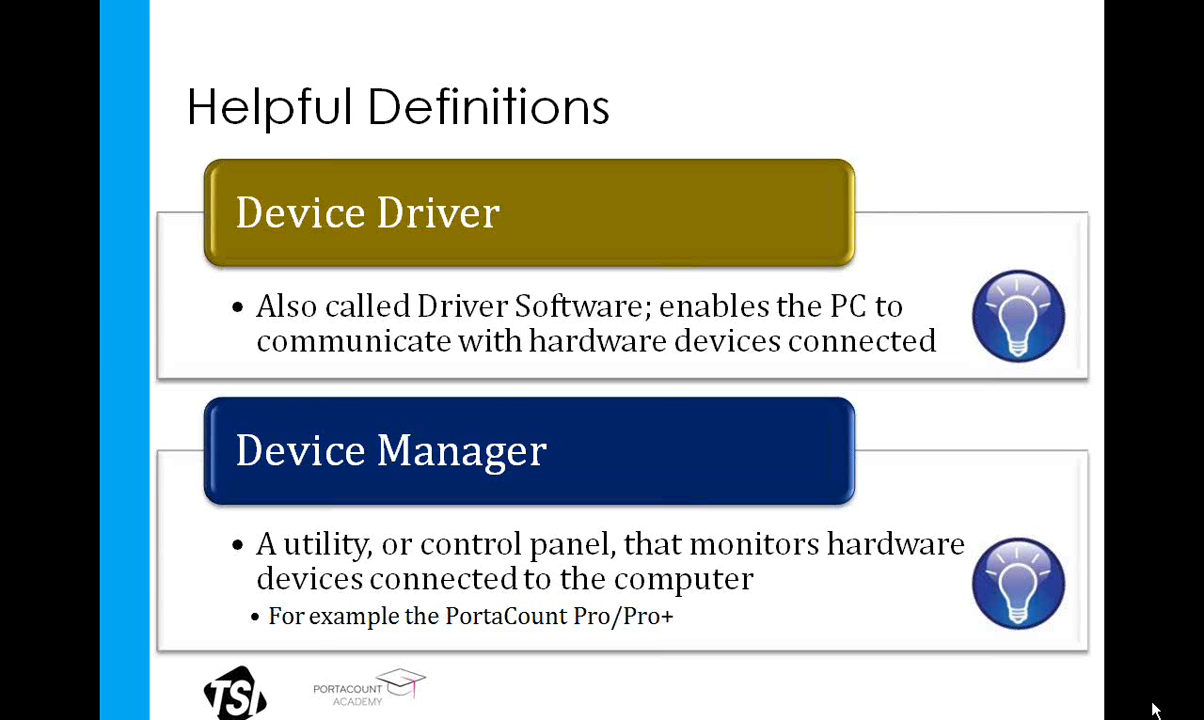 Helpful Definitions
Device Driver
• Also called Driver Software; enables the PC to
communicate with hardware devices connected
Device Manager
• A utility, or control panel, that monitors hardware
devices connected to the computer
• For example the PortaCount Pro/Pro+
TSI
PORTACOUNT
ACADEMY